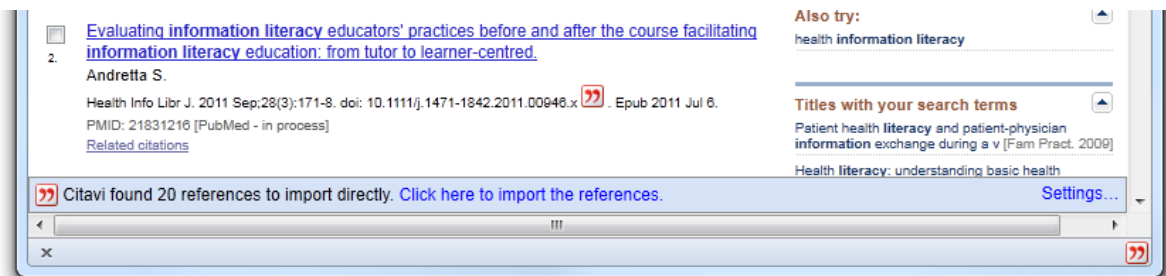 Evaluating information literacy educators' practices before and after the course facilitating
information literacy education: from tutor to learner-centred.
2.
Andretta S.
Health Info Libr J. 2011 Sep;28(3):171-8. doi: 10.1111/j.1471-1842.2011.00946.x . Epub 2011 Jul 6.
PMID: 21831216 [PubMed - in process]
Related citations
Also try:
health information literacy
Titles with your search terms
Patient health literacy and patient-physician
information exchange during a v [Fam Pract. 2009]
Health literacy: understanding basic health
Citavi found 20 references to import directly. Click here to import the references.
Settings...